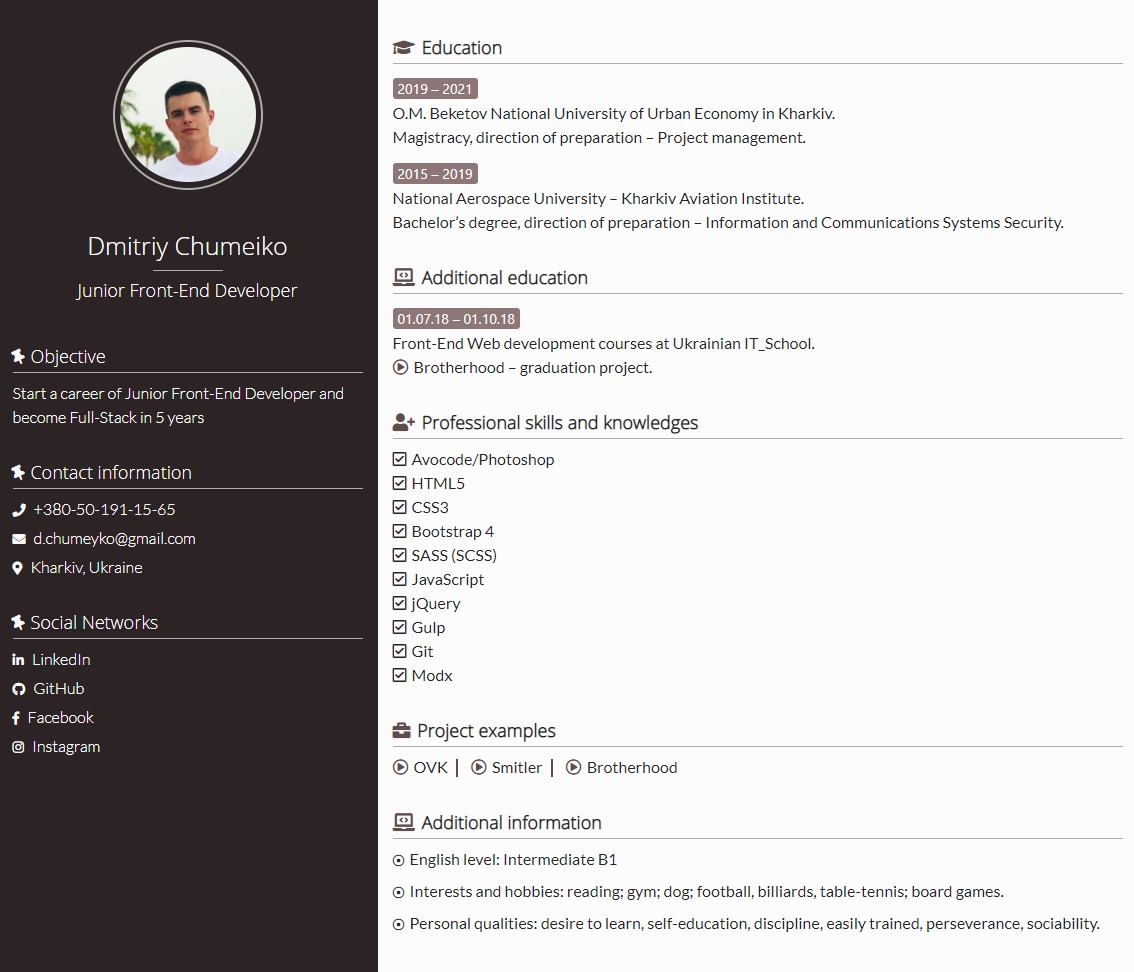 Dmitriy Chumeiko
Junior Front-End Developer
Objective
Start a career of Junior Front-End Developer and
become Full-Stack in 5 years
Contact information
+380-50-191-15-65
d.chumeyko@gmail.com
Kharkiv, Ukraine
Social Networks
LinkedIn
GitHub
Facebook
Instagram
Education
2019 – 2021
O.M. Beketov National University of Urban Economy in Kharkiv.
Magistracy, direction of preparation – Project management.
2015 – 2019
National Aerospace University – Kharkiv Aviation Institute.
Bachelor’s degree, direction of preparation – Information and Communications Systems Security.
Additional education
01.07.18 – 01.10.18
Front-End Web development courses at Ukrainian IT_School.
Brotherhood – graduation project.
Professional skills and knowledges
Avocode/Photoshop
HTML5
CSS3
Bootstrap 4
SASS (SCSS)
JavaScript
jQuery
Gulp
Git
Modx
Project examples
OVK | Smitler | Brotherhood
Additional information
English level: Intermediate B1
Interests and hobbies: reading; gym; dog; football, billiards, table-tennis; board games.
Personal qualities: desire to learn, self-education, discipline, easily trained, perseverance, sociability.